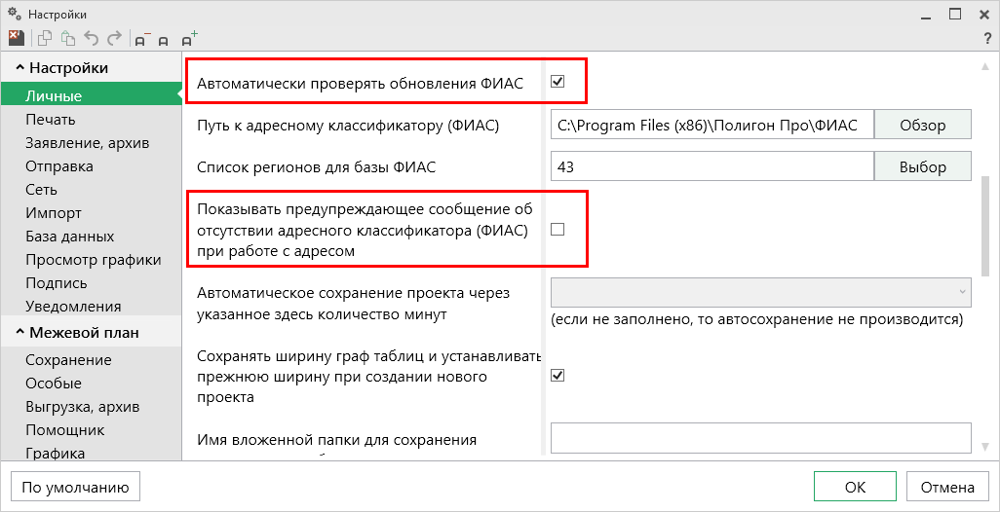 Настройки
?
Настройки
Личные
Печать
Заявление, архив
Отправка
Сеть
Импорт
База данных
Просмотр графики
Подпись
Уведомления
Межевой план
Сохранение
Особые
Выгрузка, архив
Помощник
Графика
Автоматически проверять обновления ФИАС
Путь к адресному классификатору (ФИАС)
C:\Program Files (x86)\Полигон Про\ФИАС
Обзор
Список регионов для базы ФИАС
43
Выбор
Показывать предупреждающее сообщение об
отсутствии адресного классификатора (ФИАС)
при работе с адресом
Автоматическое сохранение проекта через
указанное здесь количество минут
(если не заполнено, то автосохранение не производится)
Сохранять ширину граф таблиц и устанавливать
прежнюю ширину при создании нового
проекта
Имя вложенной папки для сохранения
По умолчанию
ОК
Отмена